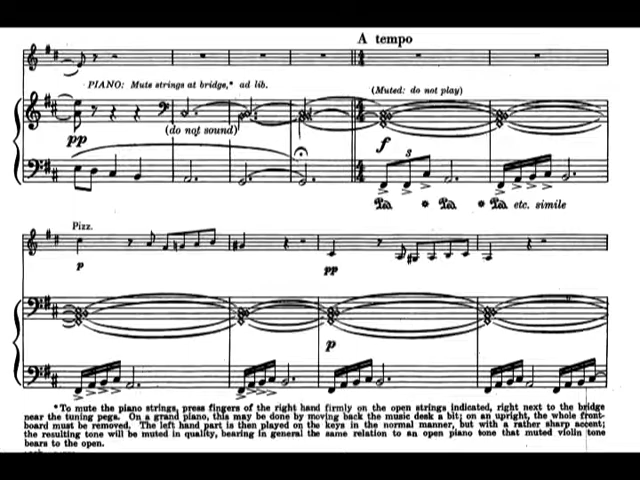 A tempo
PIANO: Mute strings at bridge,* ad lib.
(Muted: do not play)
pp
(do not sound)
f
3
etc. simile
Pizz.
p
pp
p
*To mute the piano strings, press fingers of the right hand firmly on the open strings indicated, right next to the bridge
near the tuning pegs. On a grand piano, this may be done by moving back the music desk a bit; on an upright, the whole front-
board must be removed. The left hand part is then played on the keys in the normal manner, but with a rather sharp accent;
the resulting tone will be muted in quality, bearing in general the same relation to an open piano tone that muted violin tone
bears to the open.